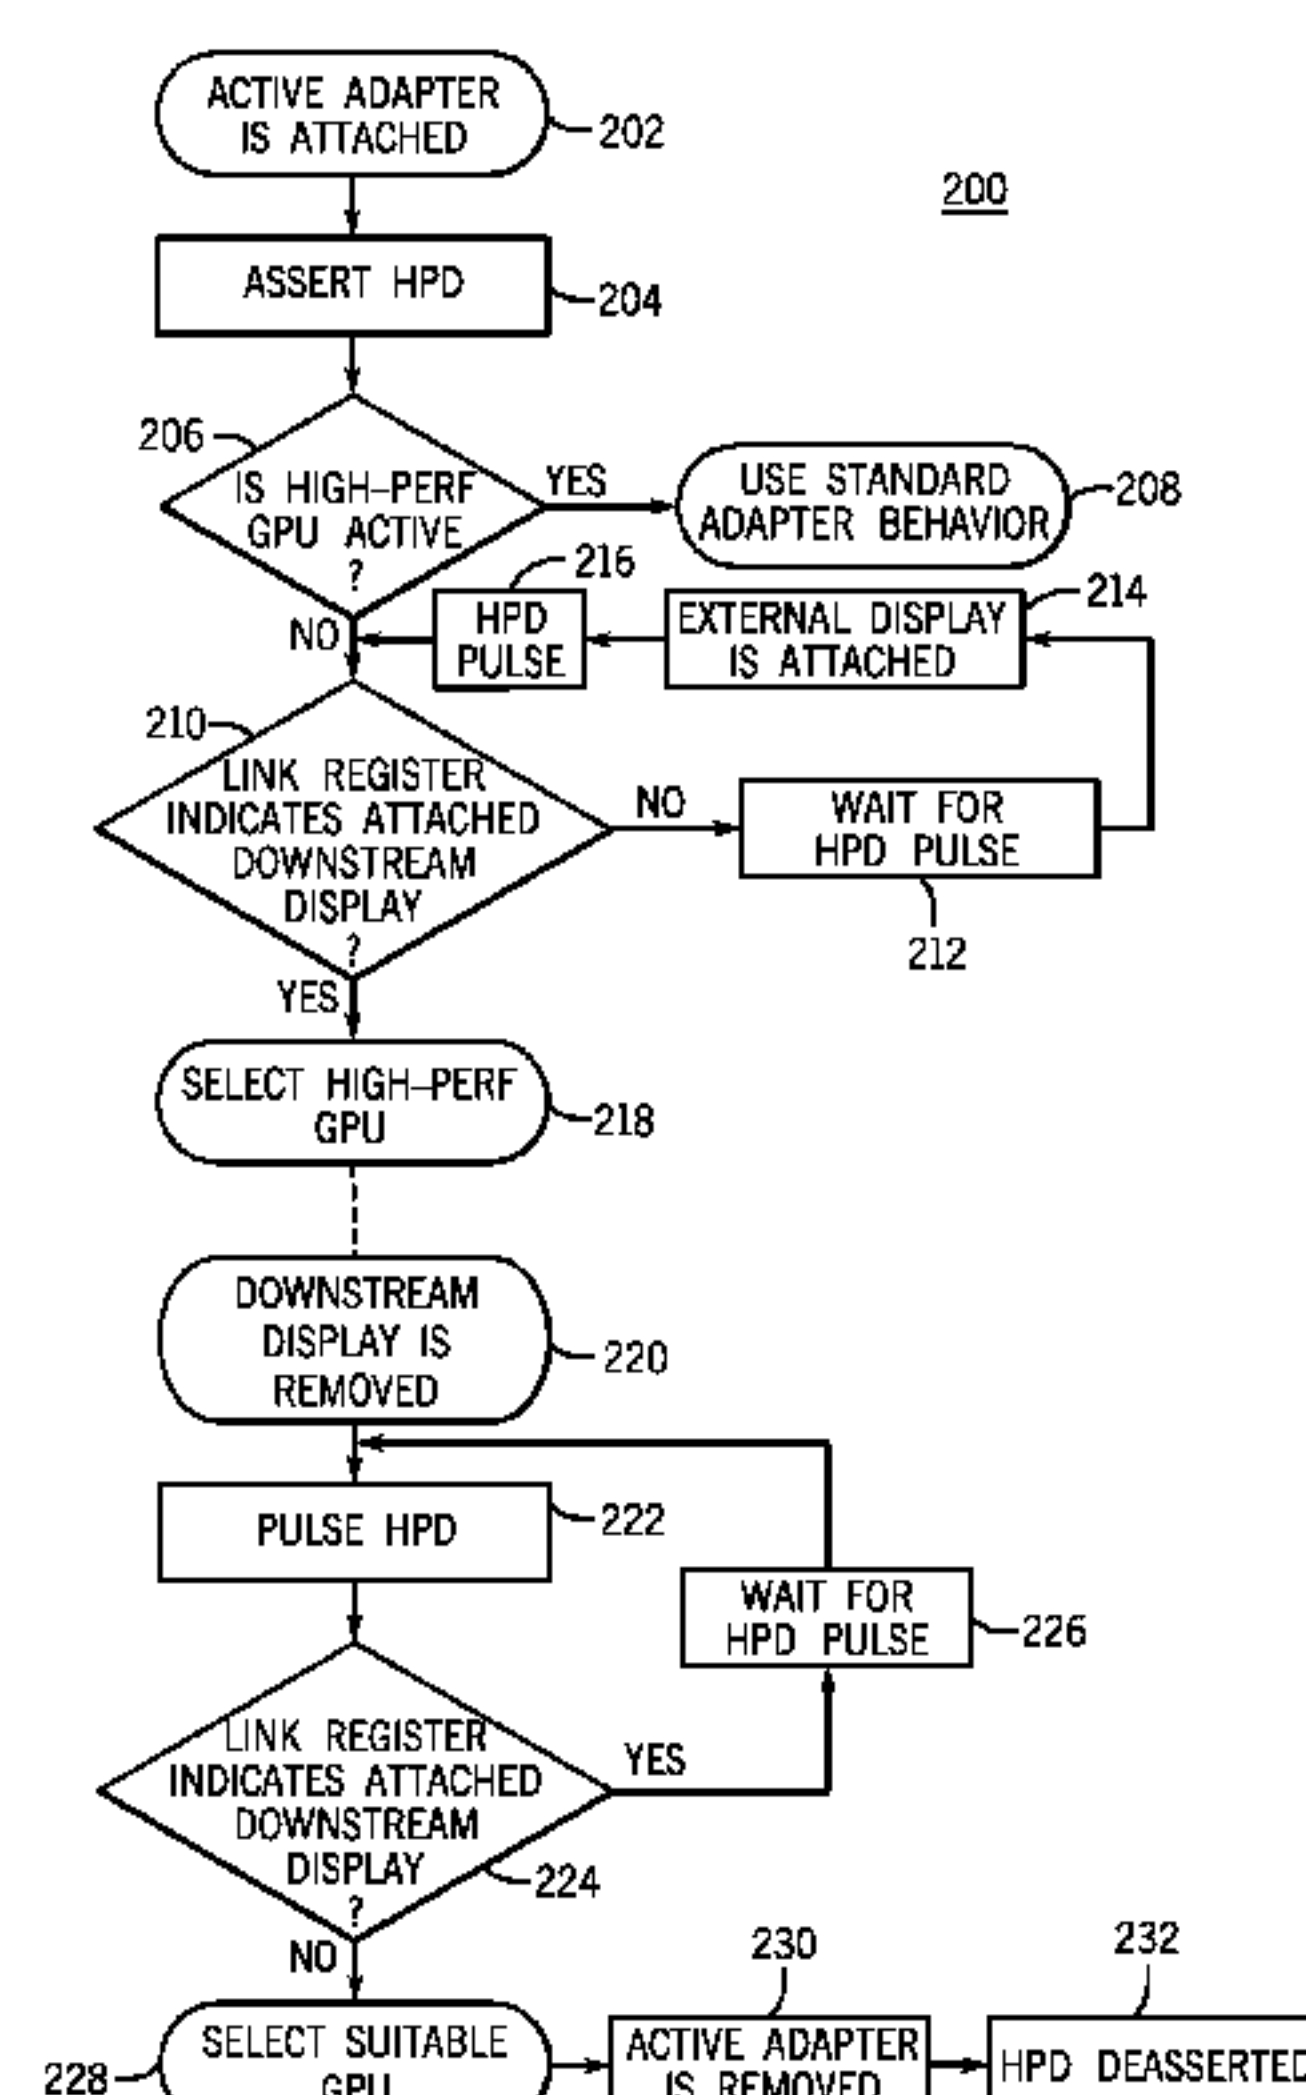 ACTIVE ADAPTER
IS ATTACHED
202
200
ASSERT HPD
204
206
IS HIGH–PERF
GPU ACTIVE
?
YES
USE STANDARD
ADAPTER BEHAVIOR
208
NO
216
HPD
PULSE
EXTERNAL DISPLAY
IS ATTACHED
214
210
LINK REGISTER
INDICATES ATTACHED
DOWNSTREAM
DISPLAY
?
NO
WAIT FOR
HPD PULSE
212
YES
SELECT HIGH–PERF
GPU
218
DOWNSTREAM
DISPLAY IS
REMOVED
220
PULSE HPD
222
WAIT FOR
HPD PULSE
226
LINK REGISTER
INDICATES ATTACHED
DOWNSTREAM
DISPLAY
?
YES
224
NO
228
SELECT SUITABLE
GPU
230
ACTIVE ADAPTER
IS REMOVED
232
HPD DEASSERTED